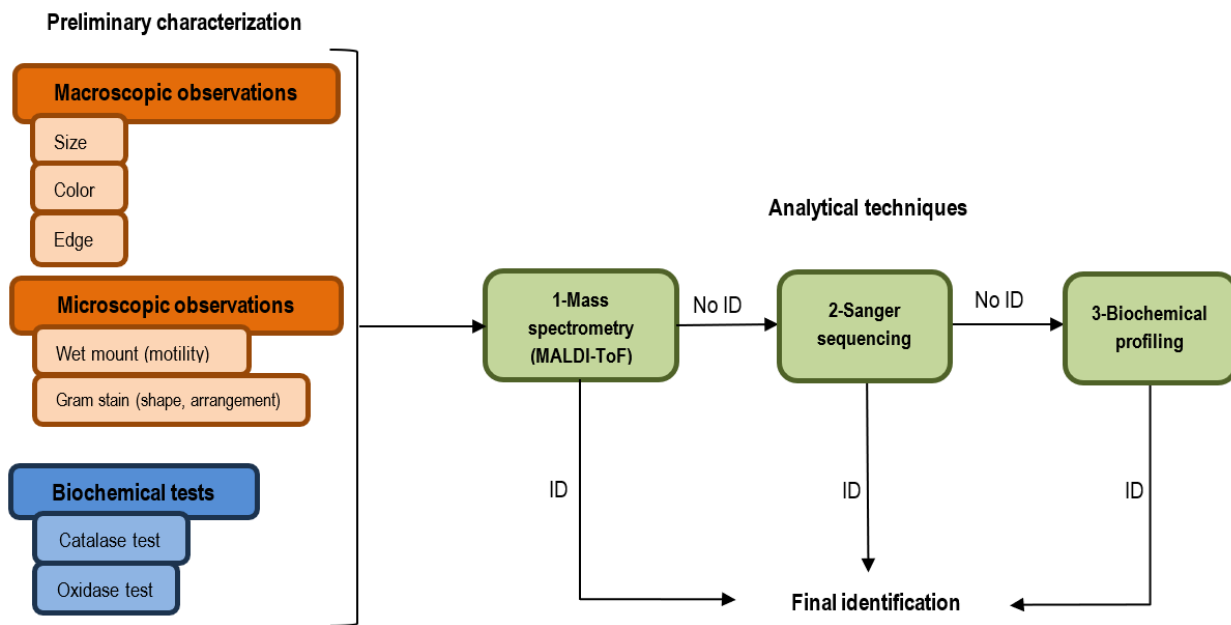 Preliminary characterization
Macroscopic observations
Size
Color
Edge
Microscopic observations
Wet mount (motility)
Gram stain (shape, arrangement)
Biochemical tests
Catalase test
Oxidase test
Analytical techniques
1-Mass
spectrometry
(MALDI-ToF)
No ID
2-Sanger
sequencing
No ID
3-Biochemical
profiling
ID
ID
ID
Final identification